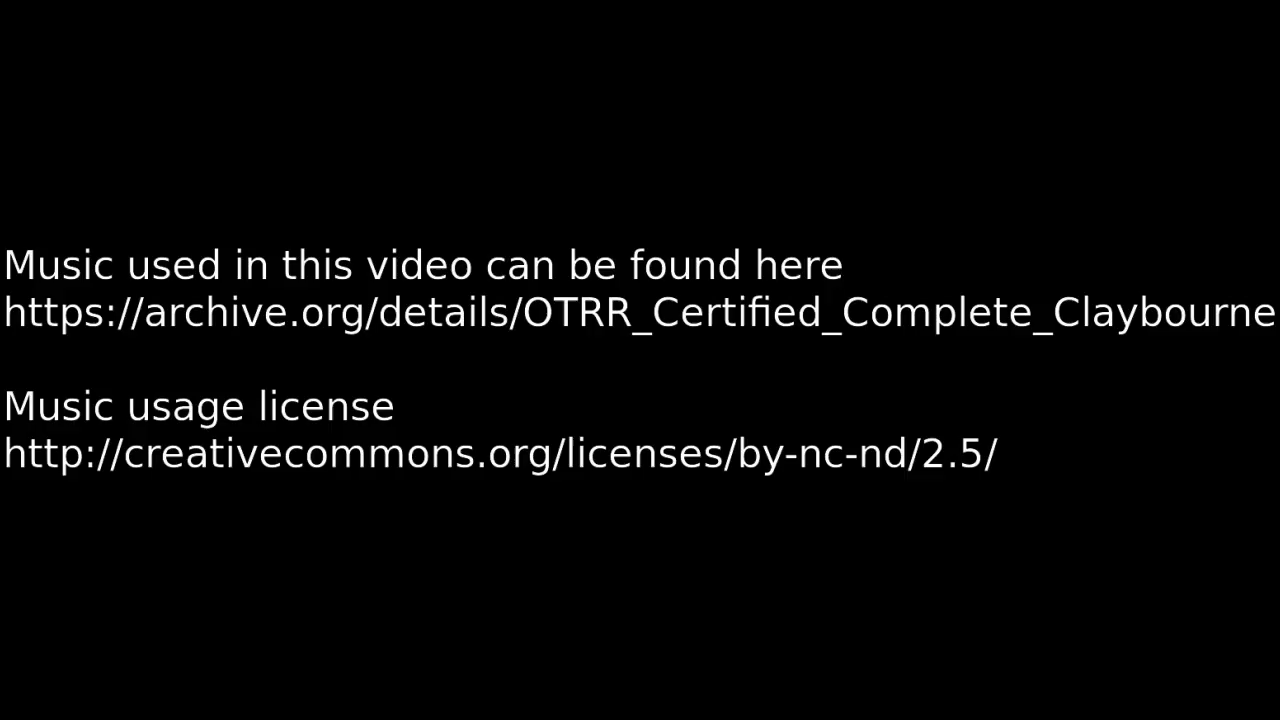 Music used in this video can be found here
https://archive.org/details/OTRR_Certified_Complete_Claybourne
Music usage license
http://creativecommons.org/licenses/by-nc-nd/2.5/